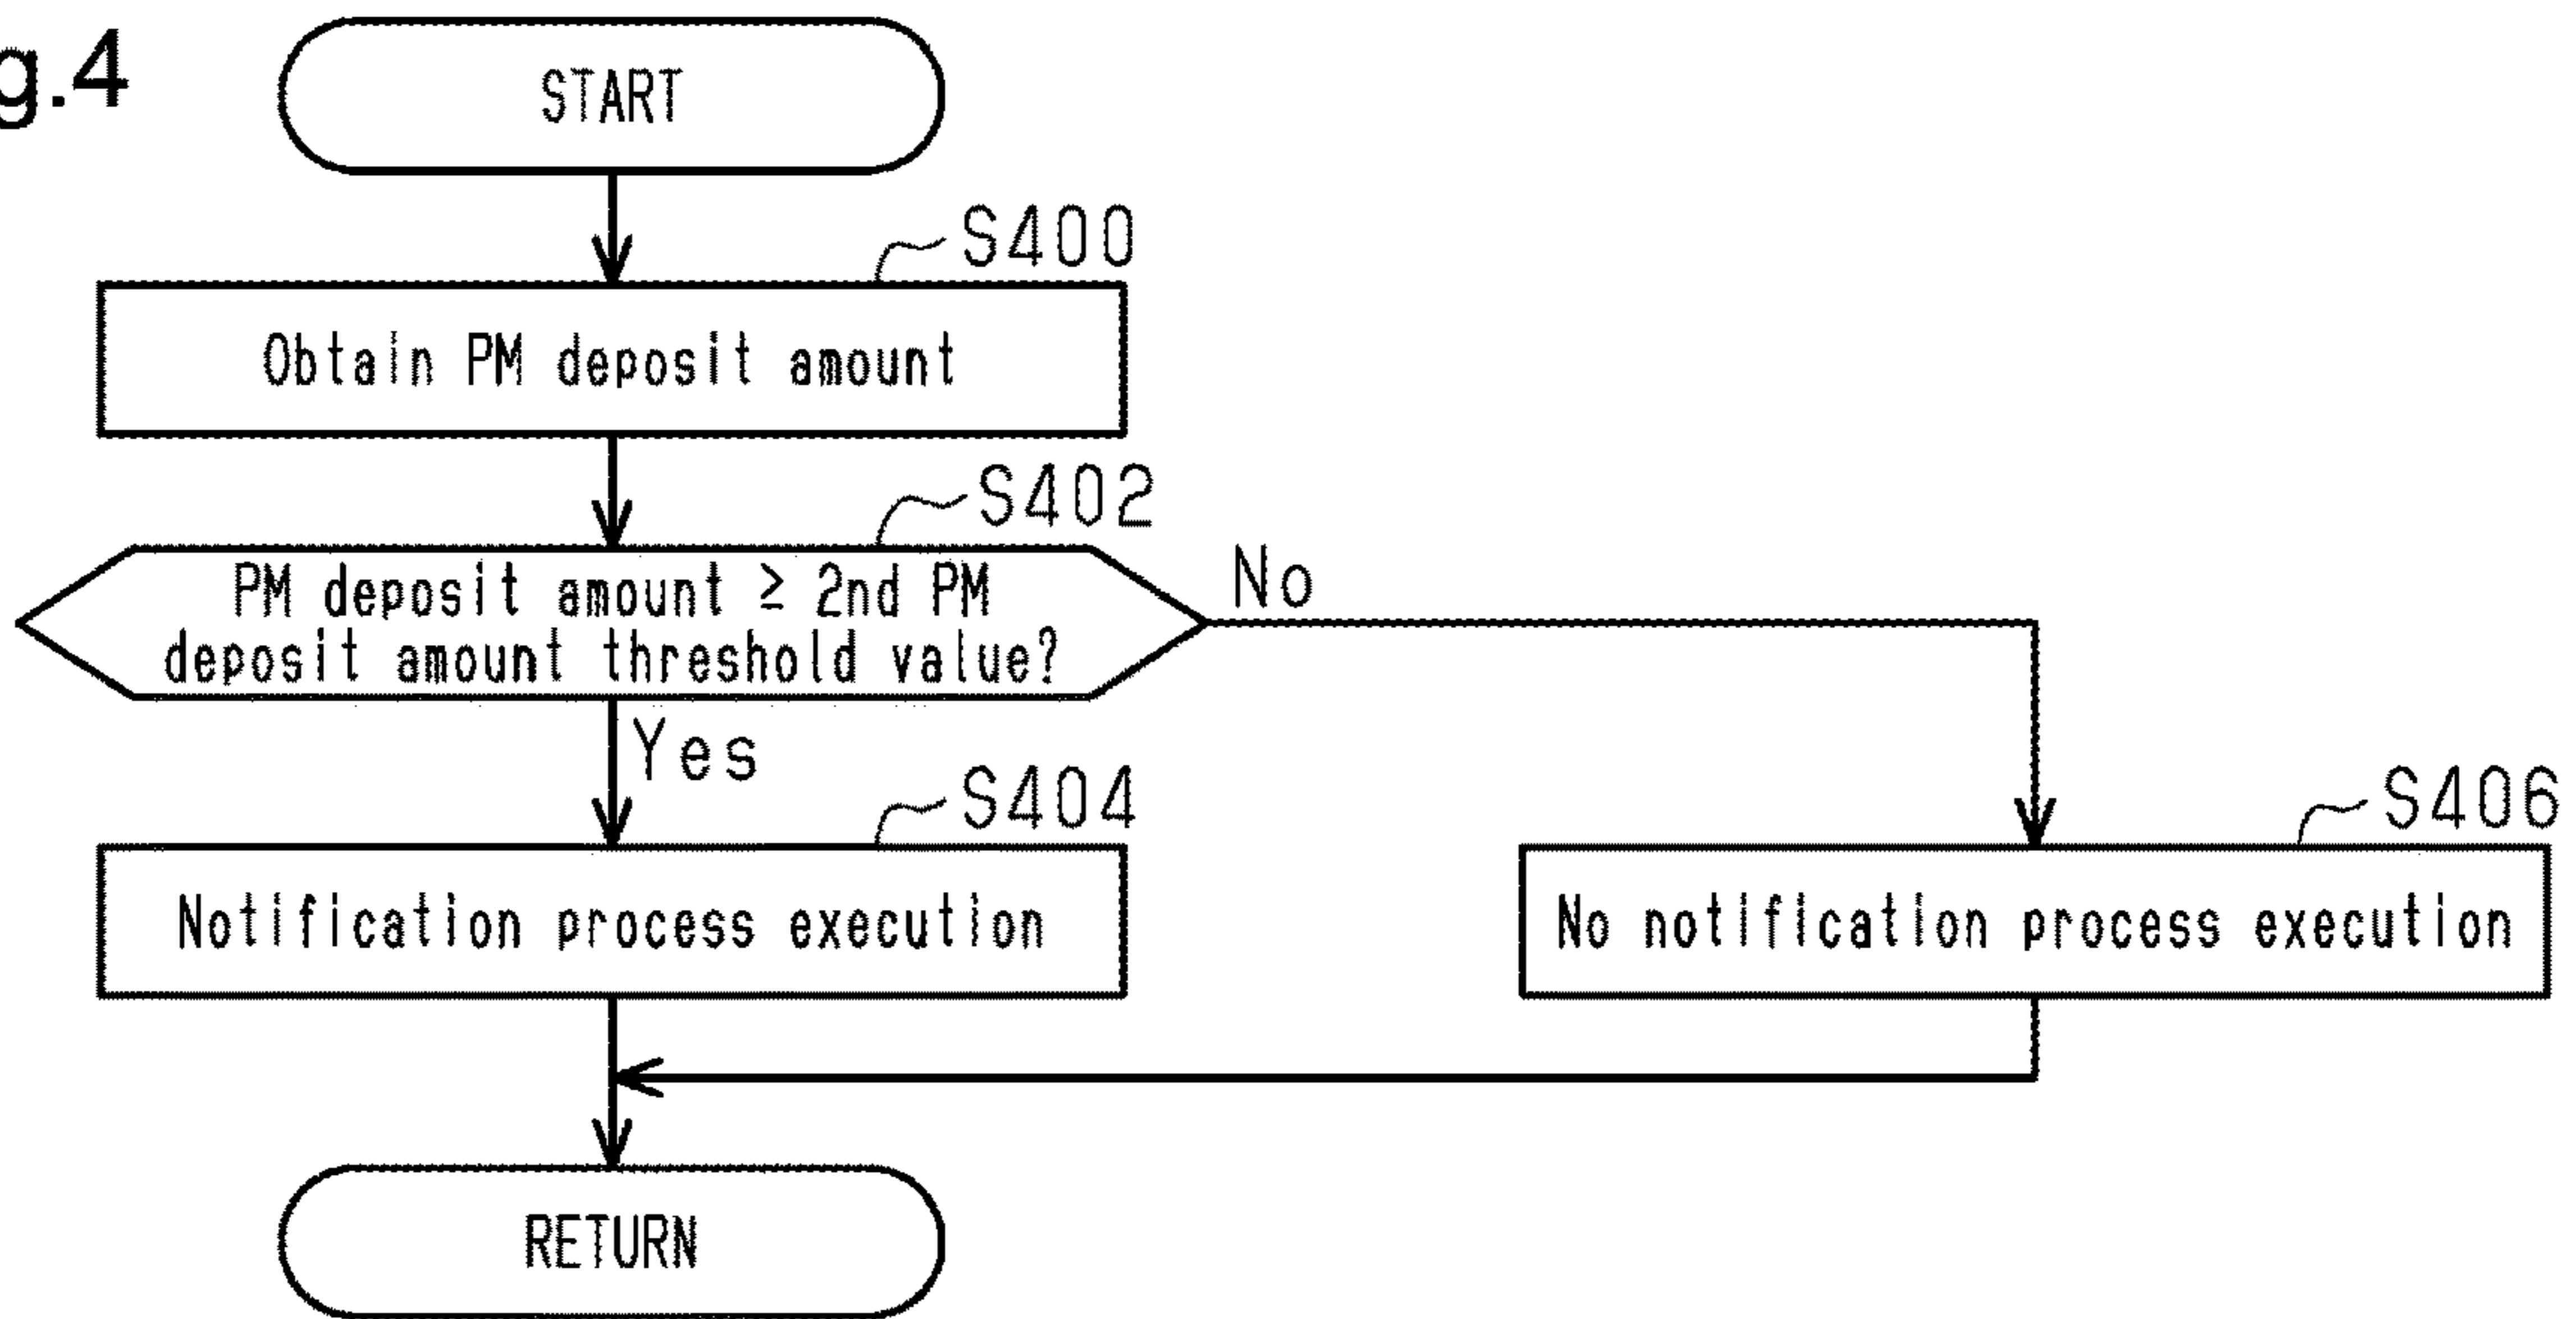 g.4
START
S400
Obtain PM deposit amount
S402
PM deposit amount ≥ 2nd PM
deposit amount threshold value?
No
Yes
S404
Notification process execution
S406
No notification process execution
RETURN